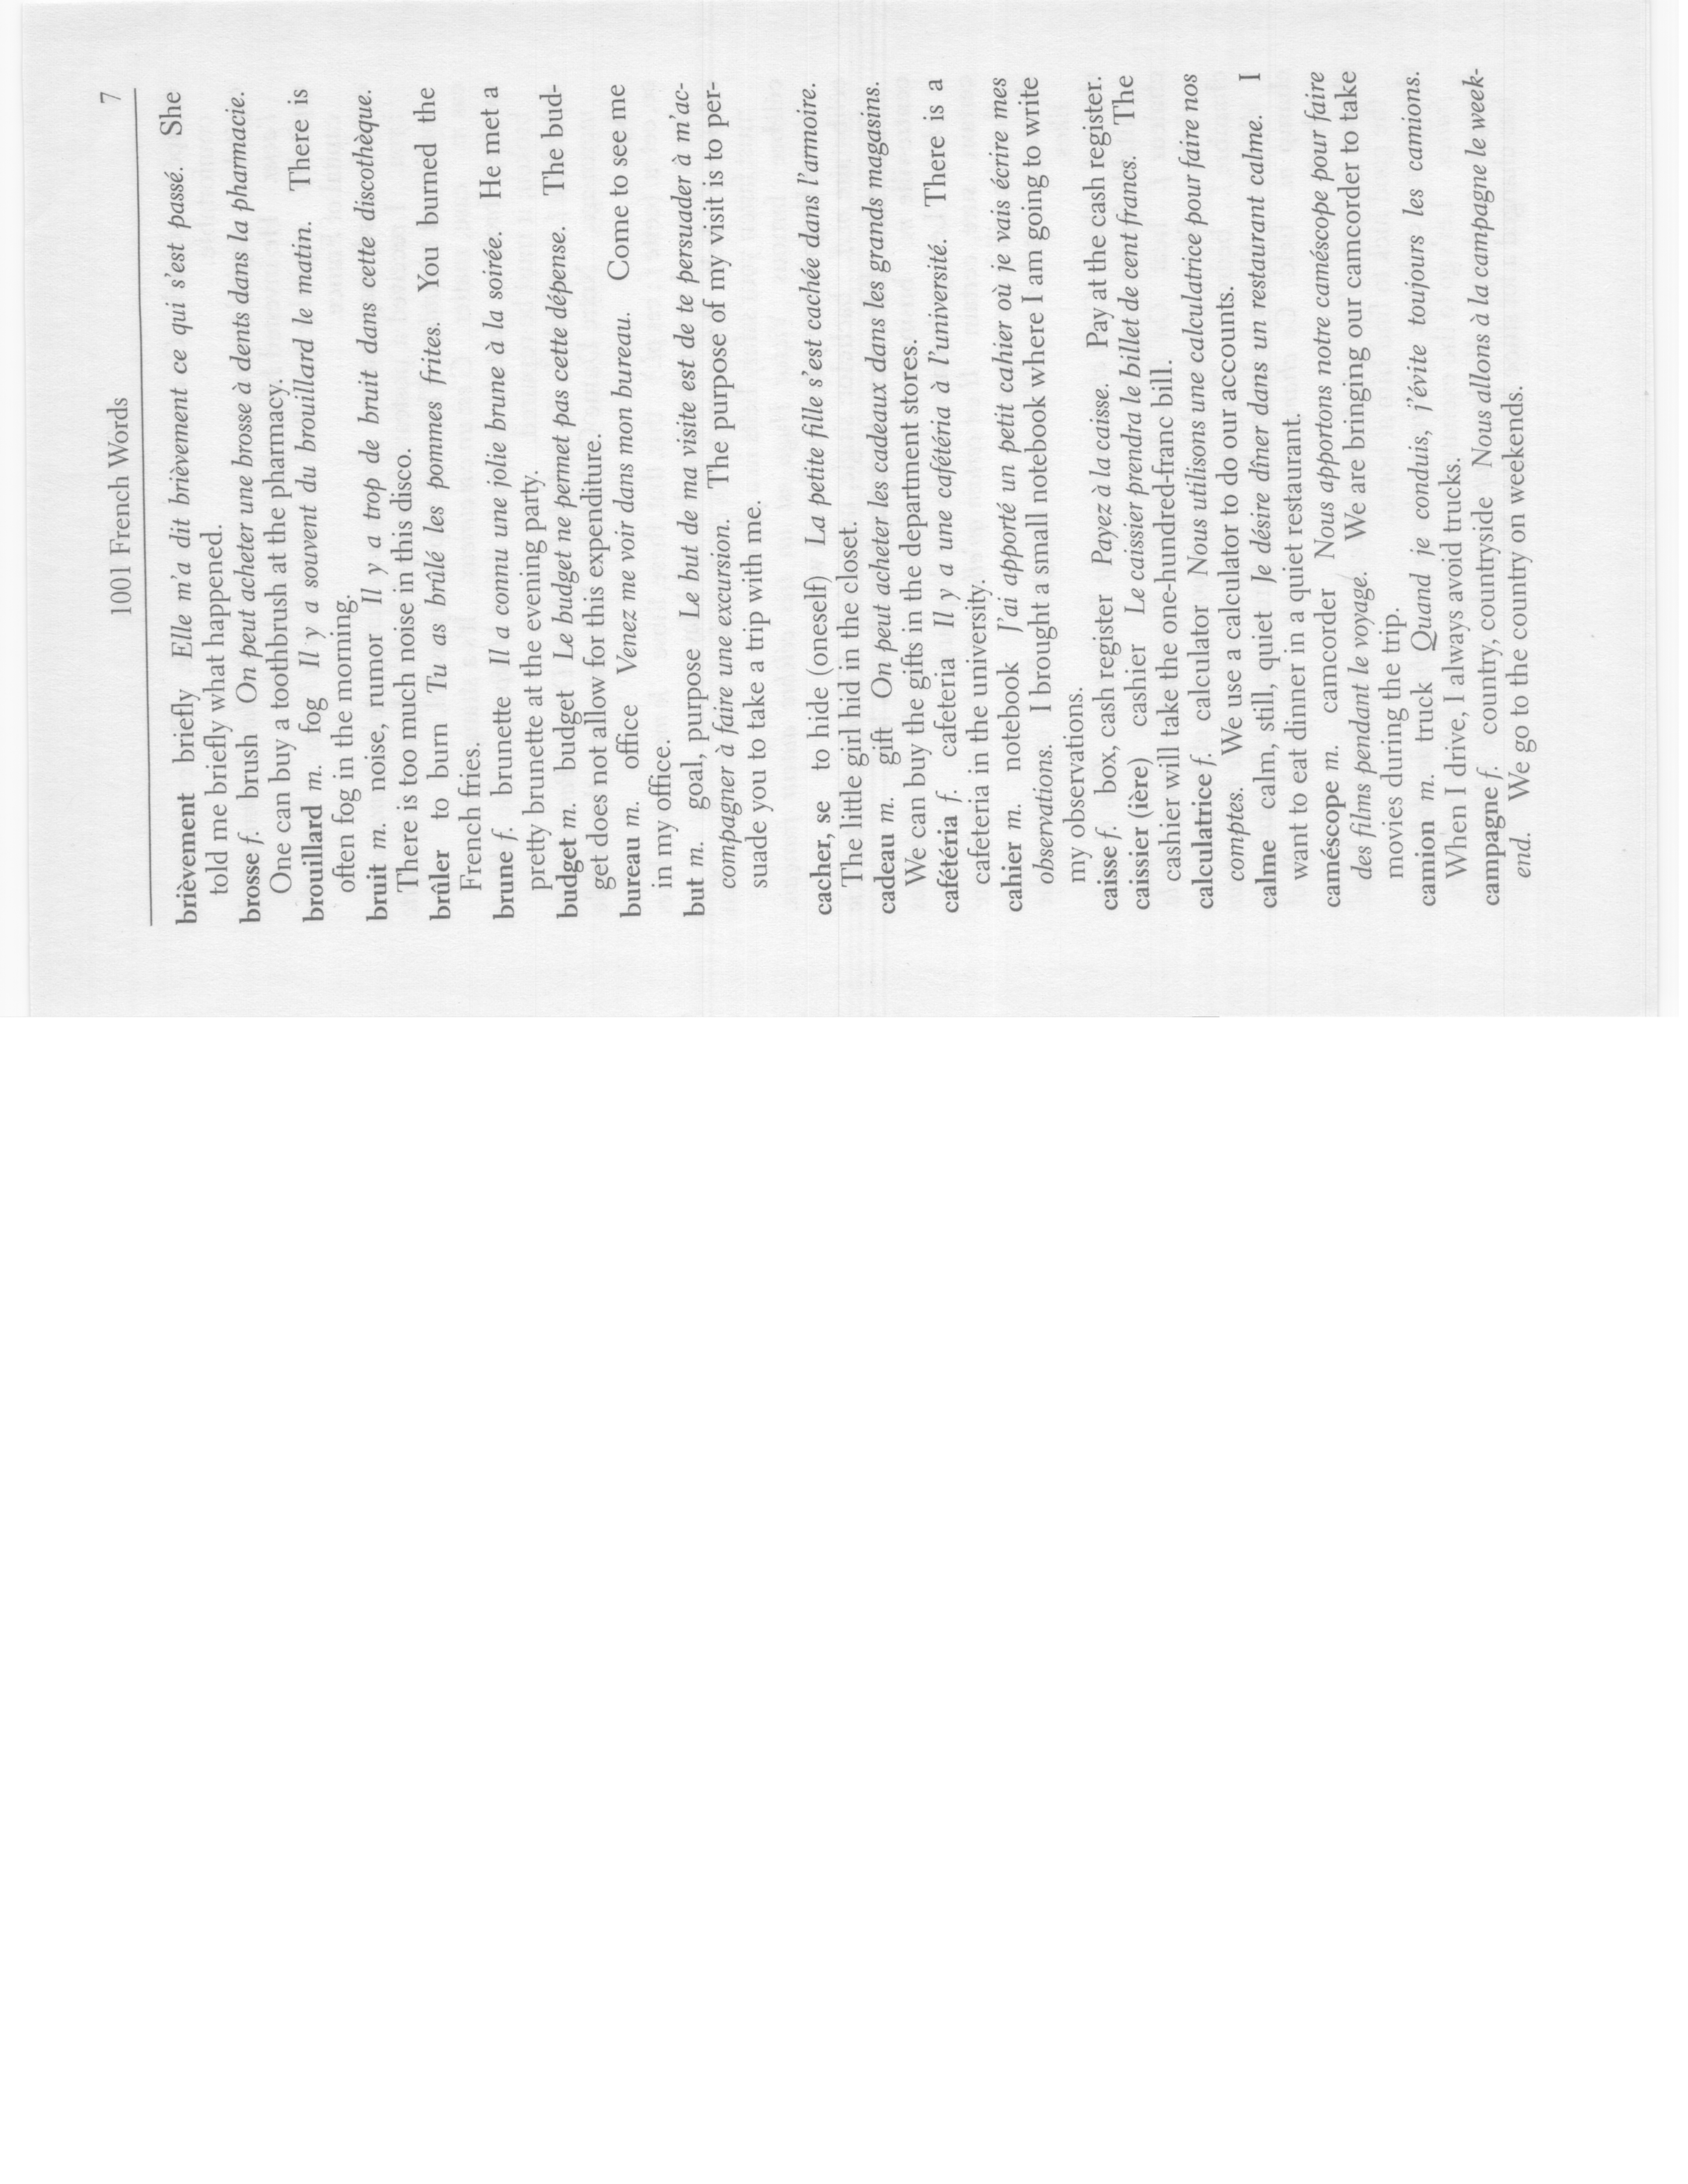 1001 French Words 7
brièvement briefly Elle m'a dit brièvement ce qui s'est passé. She
told me briefly what happened.
brosse f. brush On peut acheter une brosse à dents dans la pharmacie.
One can buy a toothbrush at the pharmacy.
brouillard m. fog Il y a souvent du brouillard le matin. There is
often fog in the morning.
bruit m. noise, rumor Il y a trop de bruit dans cette discothèque.
There is too much noise in this disco.
brûler to burn Tu as brûlé les pommes frites. You burned the
French fries.
brune f. brunette Il a connu une jolie brune à la soirée. He met a
pretty brunette at the evening party.
budget m. budget Le budget ne permet pas cette dépense. The bud-
get does not allow for this expenditure.
bureau m. office Venez me voir dans mon bureau. Come to see me
in my office.
but m. goal, purpose Le but de ma visite est de te persuader à m'ac-
compagner à faire une excursion. The purpose of my visit is to per-
suade you to take a trip with me.
cacher, se to hide (oneself) La petite fille s'est cachée dans l'armoire.
The little girl hid in the closet.
cadeau m. gift On peut acheter les cadeaux dans les grands magasins.
We can buy the gifts in the department stores.
cafétéria f. cafeteria Il y a une cafétéria à l'université. There is a
cafeteria in the university.
cahier m. notebook J'ai apporté un petit cahier où je vais écrire mes
observations. I brought a small notebook where I am going to write
my observations.
caisse f. box, cash register Payez à la caisse. Pay at the cash register.
caissier (ière) cashier Le caissier prendra le billet de cent francs. The
cashier will take the one-hundred-franc bill.
calculatrice f. calculator Nous utilisons une calculatrice pour faire nos
comptes. We use a calculator to do our accounts.
calme calm, still, quiet Je désire dîner dans un restaurant calme. I
want to eat dinner in a quiet restaurant.
caméscope m. camcorder Nous apportons notre caméscope pour faire
des films pendant le voyage. We are bringing our camcorder to take
movies during the trip.
camion m. truck Quand je conduis, j'évite toujours les camions.
When I drive, I always avoid trucks.
campagne f. country, countryside Nous allons à la campagne le week-
end. We go to the country on weekends.